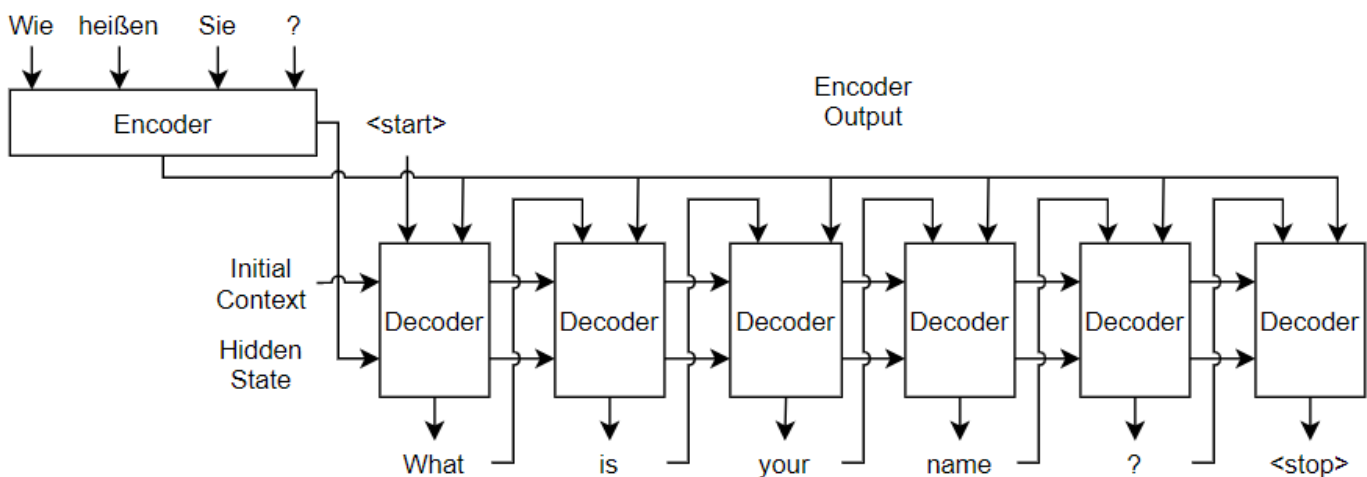 Wie heißen Sie ?
Encoder
<start>
Encoder
Output
Initial
Context
Hidden
State
Decoder Decoder Decoder Decoder Decoder Decoder
What is your name ? <stop>